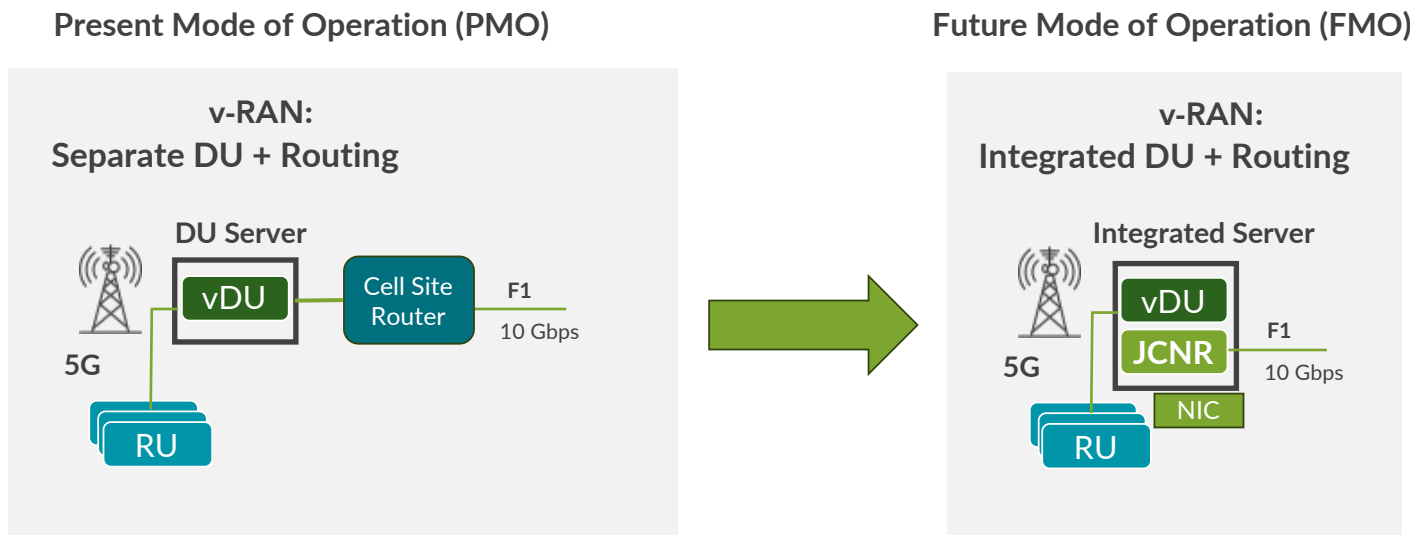 Present Mode of Operation (PMO)
v-RAN:
Separate DU + Routing
DU Server
vDU
Cell Site
Router
F1
10 Gbps
5G
RU
Future Mode of Operation (FMO)
v-RAN:
Integrated DU + Routing
Integrated Server
vDU
JCNR
F1
10 Gbps
5G
NIC
RU